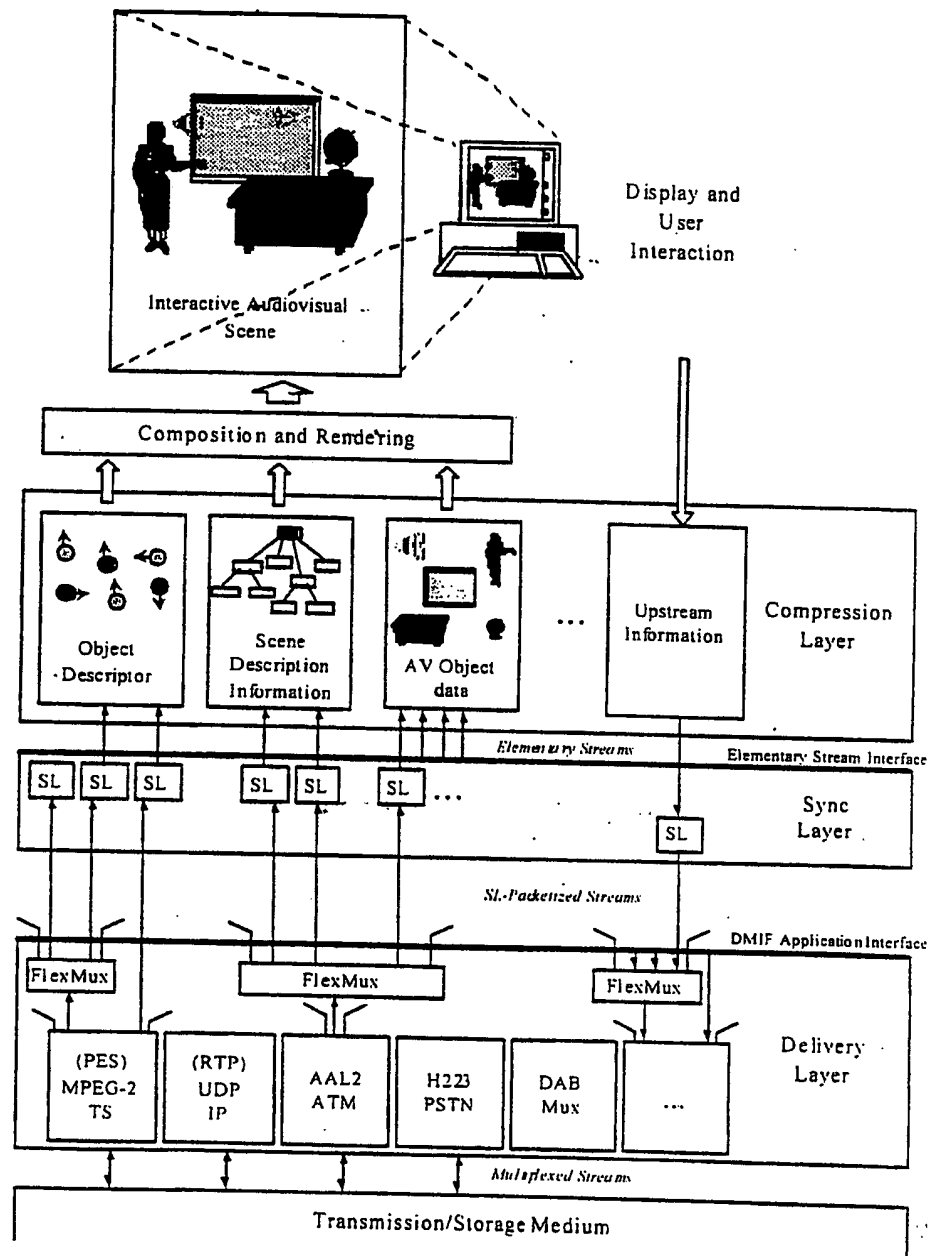 Display and
User
Interaction
Interactive Audiovisual
Scene
Composition and Rendering
Object
Descriptor
Scene
Description
Information
AV Object
data
...
Upstream
Information
Compression
Layer
Elementary Streams
Elementary Stream Interface
SL
SL
SL
SL
SL
SL
...
SL
Sync
Layer
SL-Packetized Streams
DMIF Application Interface
FlexMux
FlexMux
FlexMux
(PES)
MPEG-2
TS
(RTP)
UDP
IP
AAL2
ATM
H223
PSTN
DAB
Mux
...
Delivery
Layer
Multiplexed Streams
Transmission/Storage Medium